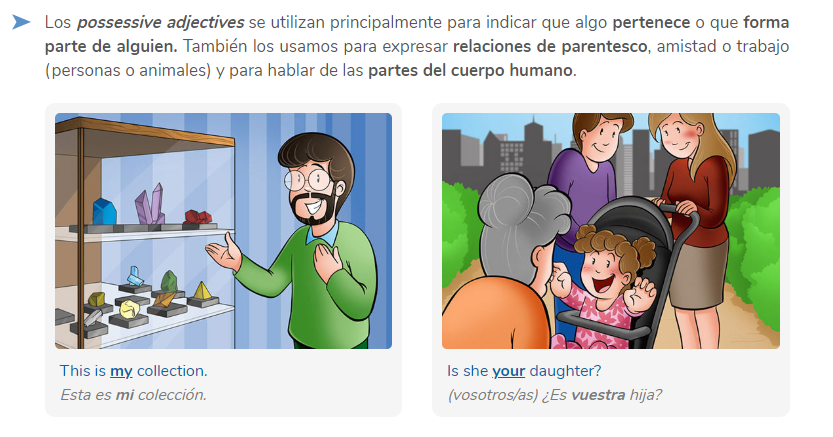 Los possessive adjectives se utilizan principalmente para indicar que algo pertenece o que forma
parte de alguien. También los usamos para expresar relaciones de parentesco, amistad o trabajo
(personas o animales) y para hablar de las partes del cuerpo humano.
This is my collection.
Esta es mi colección.
Is she your daughter?
(vosotros/as) ¿Es vuestra hija?